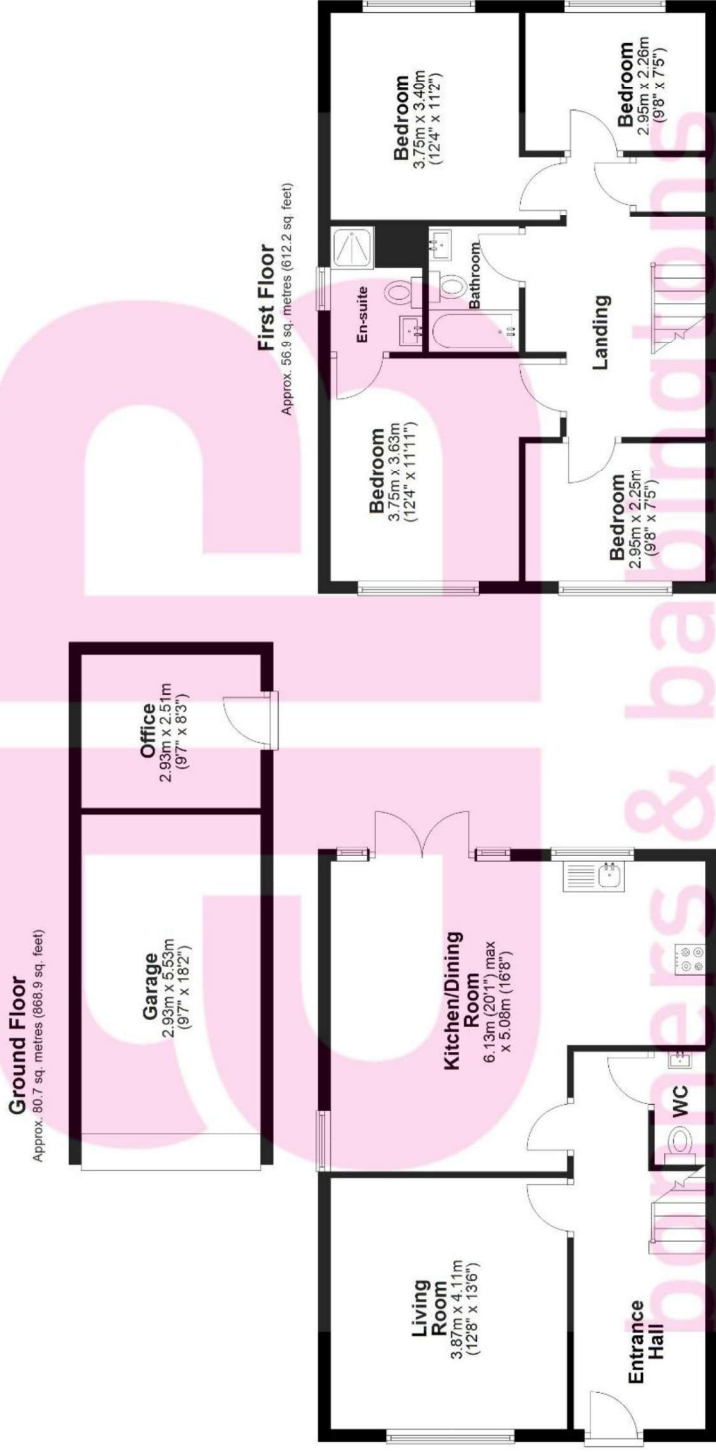 Ground Floor
Approx. 80.7 sq. metres (868.9 sq. feet)
Garage
2.93m x 5.53m
(9'7" x 18'2")
Office
2.93m x 2.51m
(9'7" x 8'3")
Living
Room
3.87m x 4.11m
(12'8" x 13'6")
Kitchen/Dining
Room
6.13m (20'1") max
x 5.08m (16'8")
Entrance
Hall
WC
First Floor
Approx. 56.9 sq. metres (612.2 sq. feet)
Bedroom
3.75m x 3.63m
(12'4" x 11'11")
En-suite
Bathroom
Bedroom
3.75m x 3.40m
(12'4" x 11'2")
Bedroom
2.95m x 2.25m
(9'8" x 7'5")
Landing
Bedroom
2.95m x 2.26m
(9'8" x 7'5")
bonners & babingtons